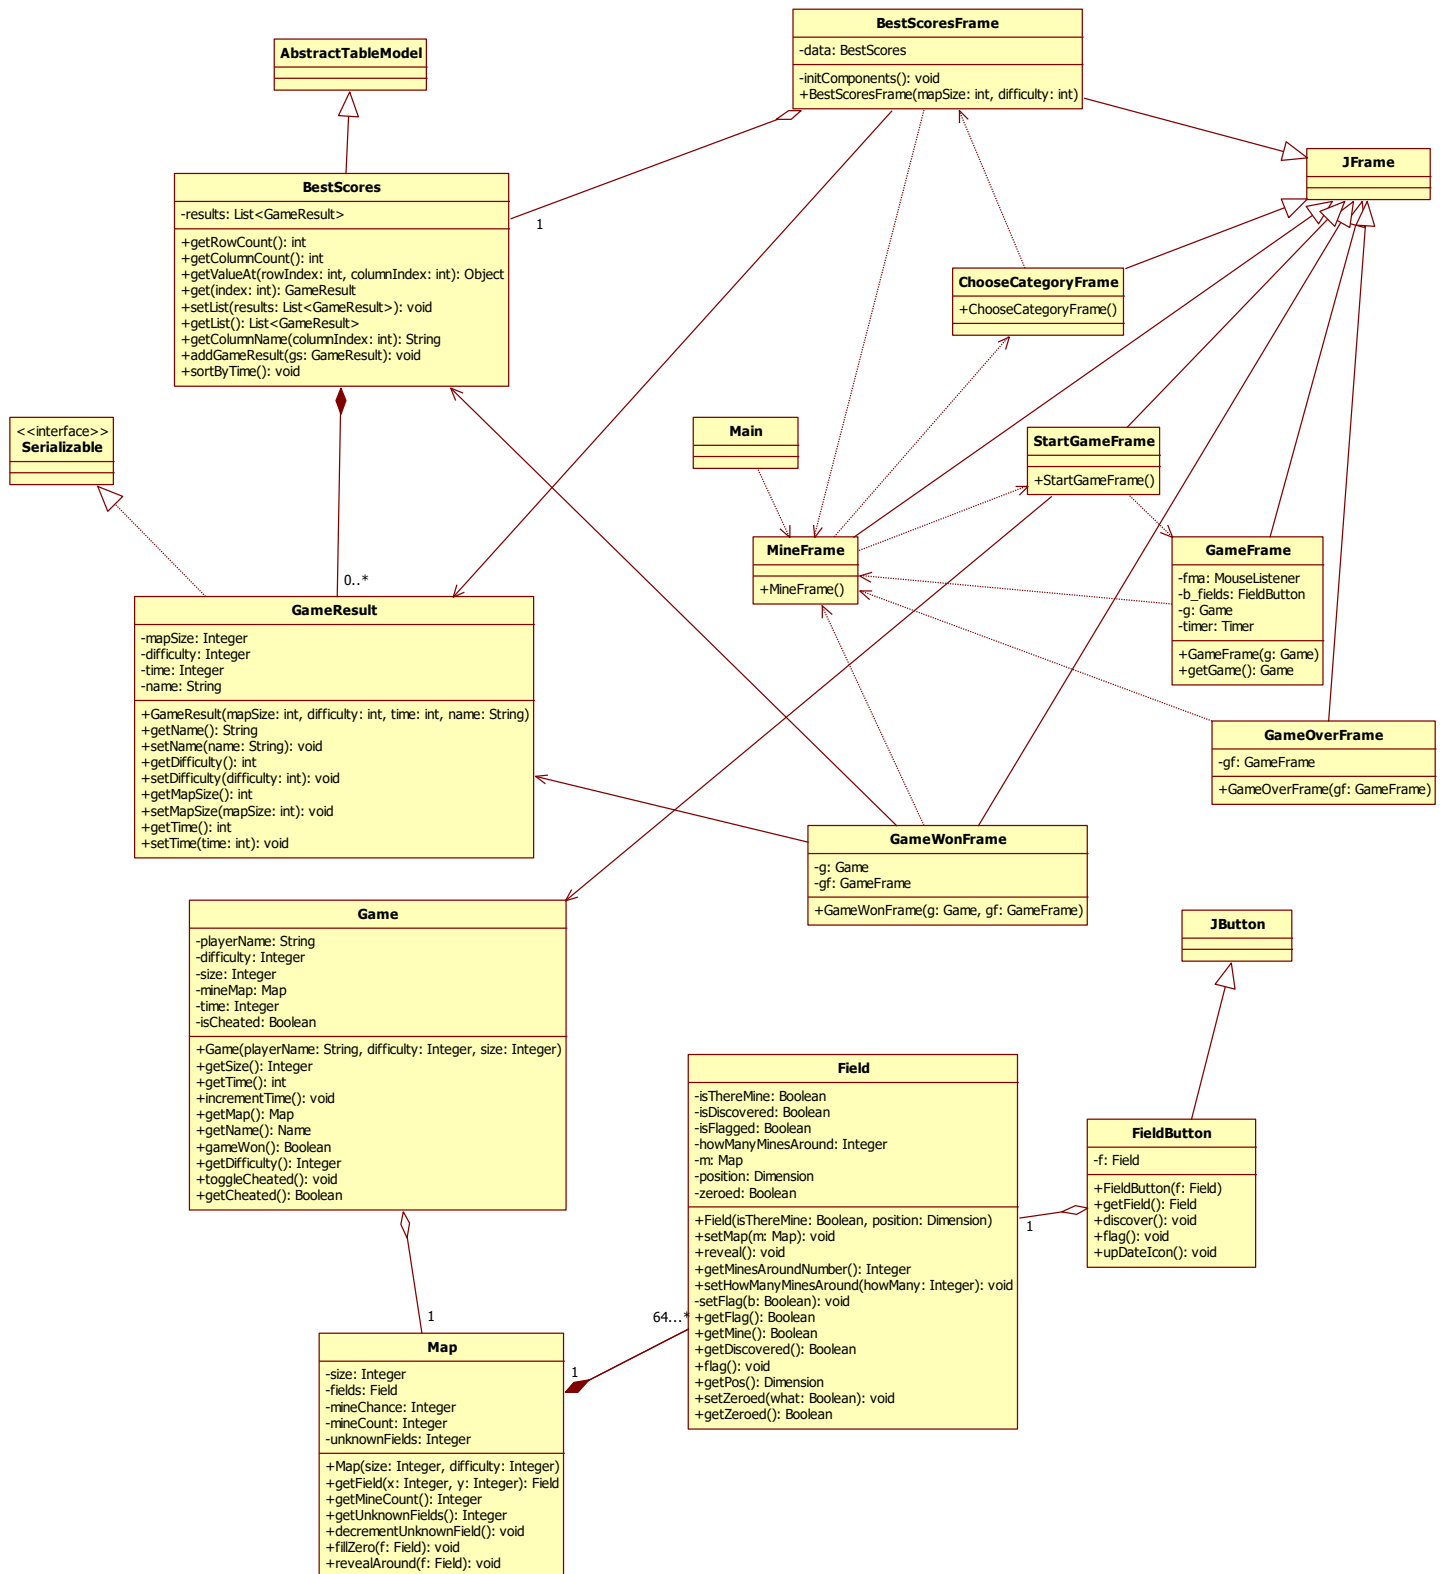 BestScoresFrame
-data: BestScores
-initComponents(): void
+BestScoresFrame(mapSize: int, difficulty: int)
AbstractTableModel
JFrame
BestScores
-results: List<GameResult>
+getRowCount(): int
+getColumnCount(): int
+getValueAt(rowIndex: int, columnIndex: int): Object
+get(index: int): GameResult
+setList(results: List<GameResult>): void
+getList(): List<GameResult>
+getColumnName(columnIndex: int): String
+addGameResult(gs: GameResult): void
+sortByTime(): void
1
ChooseCategoryFrame
+ChooseCategoryFrame()
<<interface>>
Serializable
Main
StartGameFrame
+StartGameFrame()
MineFrame
+MineFrame()
GameFrame
-fma: MouseListener
-b_fields: FieldButton
-g: Game
-timer: Timer
+GameFrame(g: Game)
+getGame(): Game
0..*
GameResult
-mapSize: Integer
-difficulty: Integer
-time: Integer
-name: String
+GameResult(mapSize: int, difficulty: int, time: int, name: String)
+getName(): String
+setName(name: String): void
+getDifficulty(): int
+setDifficulty(difficulty: int): void
+getMapSize(): int
+setMapSize(mapSize: int): void
+getTime(): int
+setTime(time: int): void
GameOverFrame
-gf: GameFrame
+GameOverFrame(gf: GameFrame)
GameWonFrame
-g: Game
-gf: GameFrame
+GameWonFrame(g: Game, gf: GameFrame)
Game
-playerName: String
-difficulty: Integer
-size: Integer
-mineMap: Map
-time: Integer
-isCheated: Boolean
+Game(playerName: String, difficulty: Integer, size: Integer)
+getSize(): Integer
+getTime(): int
+incrementTime(): void
+getMap(): Map
+getName(): Name
+gameWon(): Boolean
+getDifficulty(): Integer
+toggleCheated(): void
+getCheated(): Boolean
JButton
Field
-isThereMine: Boolean
-isDiscovered: Boolean
-isFlagged: Boolean
-howManyMinesAround: Integer
-m: Map
-position: Dimension
-zeroed: Boolean
+Field(isThereMine: Boolean, position: Dimension)
+setMap(m: Map): void
+reveal(): void
+getMinesAroundNumber(): Integer
+setHowManyMinesAround(howMany: Integer): void
-setFlag(b: Boolean): void
+getFlag(): Boolean
+getMine(): Boolean
+getDiscovered(): Boolean
+flag(): void
+getPos(): Dimension
+setZeroed(what: Boolean): void
+getZeroed(): Boolean
FieldButton
-f: Field
+FieldButton(f: Field)
+getField(): Field
+discover(): void
+flag(): void
+upDateIcon(): void
1
64...*
1
1
Map
-size: Integer
-fields: Field
-mineChance: Integer
-mineCount: Integer
-unknownFields: Integer
+Map(size: Integer, difficulty: Integer)
+getField(x: Integer, y: Integer): Field
+getMineCount(): Integer
+getUnknownFields(): Integer
+decrementUnknownField(): void
+fillZero(f: Field): void
+revealAround(f: Field): void